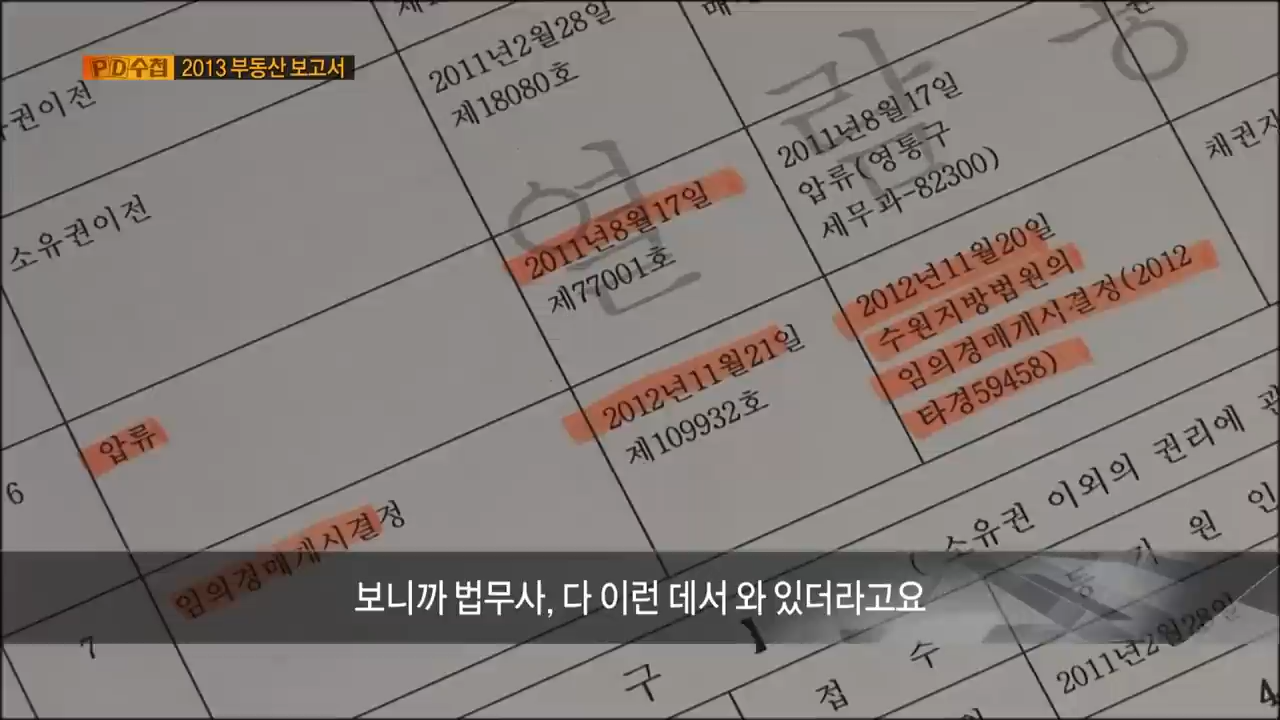 PD수첩 2013 부동산 보고서
2011년2월28일
제18080호
소유권이전
2011년8월17일
제77001호
2011년8월17일
압류(영통구
세무과-82300)
6
압류
2012년11월21일
제109932호
2012년11월20일
수원지방법원의
임의경매개시결정(2012
타경59458)
7
임의경매개시결정
열람
( 소유권 이외의 권리에
구 】
접 수
등 기 원 인
2011년2월28일
보니까 법무사, 다 이런 데서 와 있더라고요